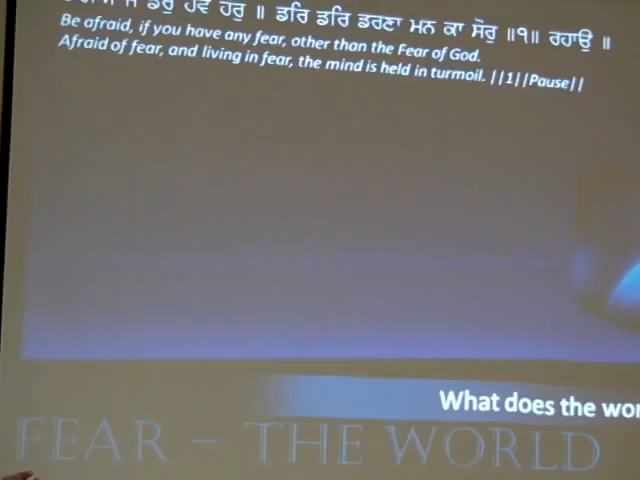 ਡਰੁ ਹੋਵੈ ਹੋਰੁ ॥ ਡਰਿ ਡਰਿ ਡਰਣਾ ਮਨ ਕਾ ਸੋਰੁ ॥੧॥ ਰਹਾਉ ॥
Be afraid, if you have any fear, other than the Fear of God.
Afraid of fear, and living in fear, the mind is held in turmoil. ||1||Pause||
What does the wor
FEAR – THE WORLD